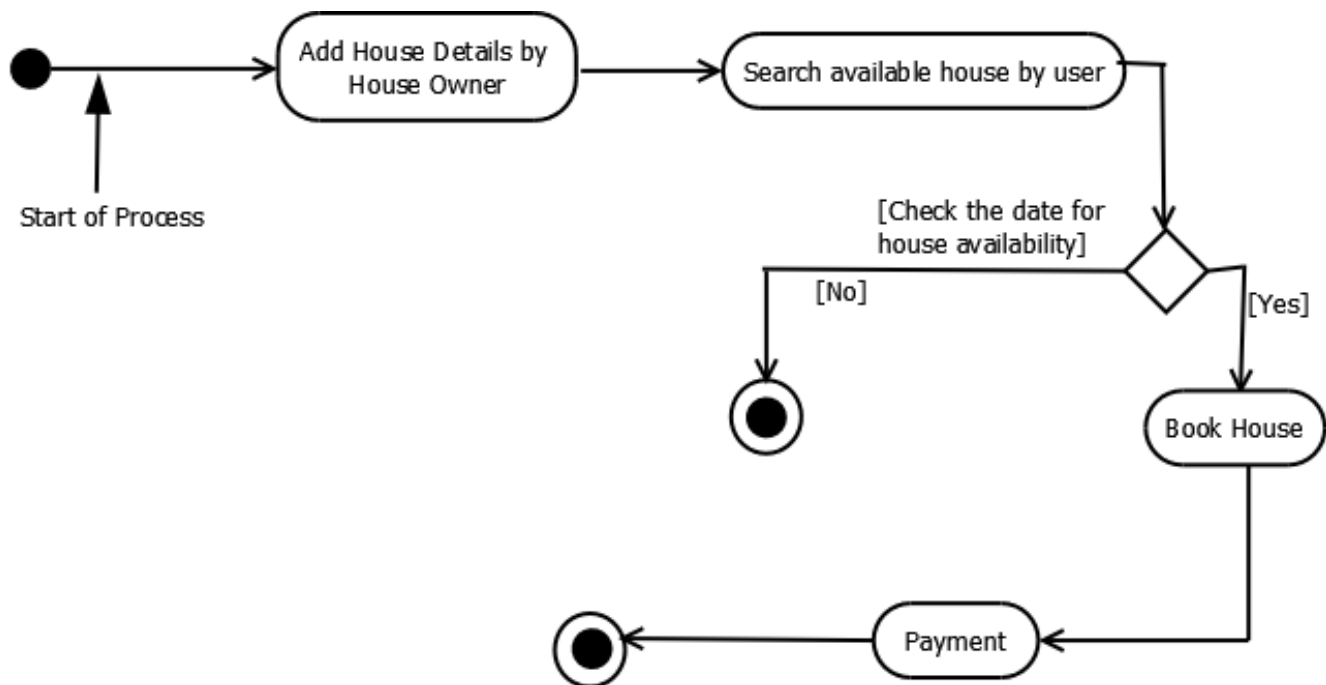 Add House Details by
House Owner
Search available house by user
Start of Process
[Check the date for
house availability]
[No]
[Yes]
Book House
Payment